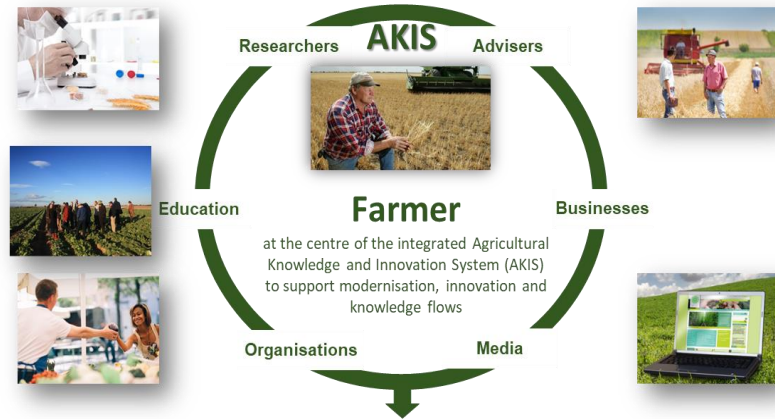 AKIS
Researchers
Advisers
Education
Farmer
Businesses
at the centre of the integrated Agricultural
Knowledge and Innovation System (AKIS)
to support modernisation, innovation and
knowledge flows
Organisations
Media